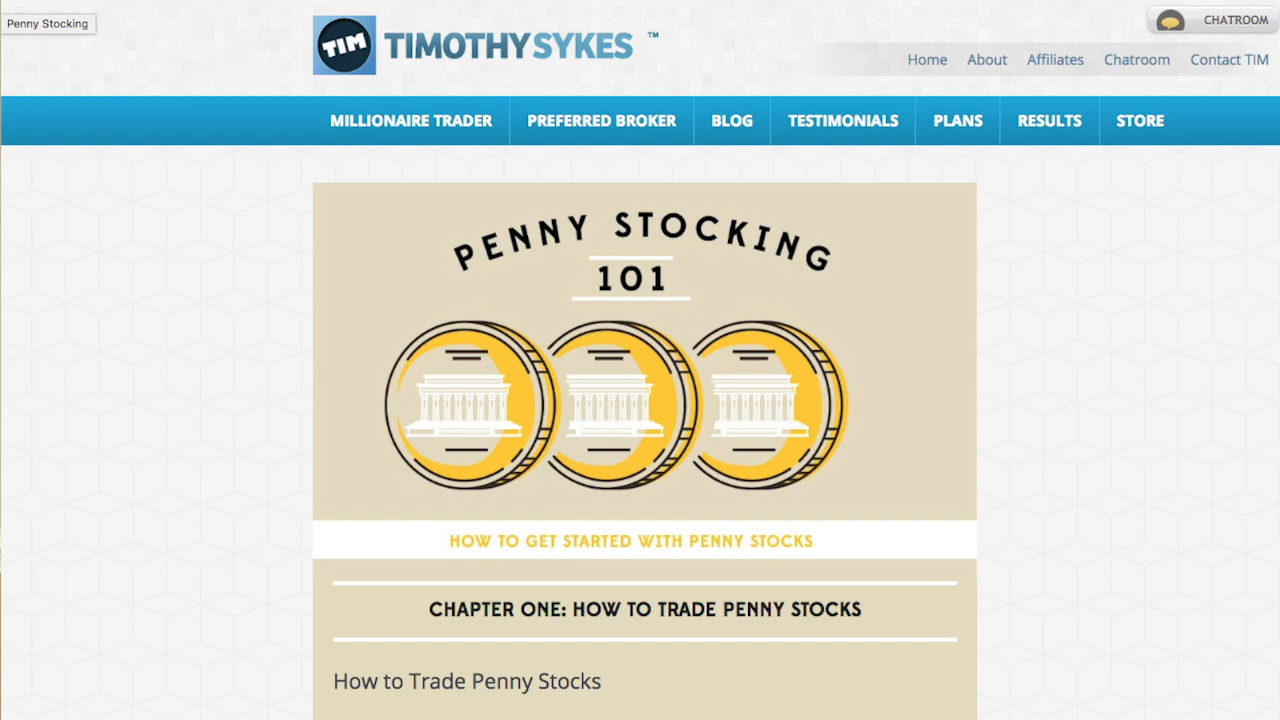 Penny Stocking
TIM
TIMOTHYSYKES ™
CHATROOM
Home About Affiliates Chatroom Contact TIM
MILLIONAIRE TRADER PREFERRED BROKER BLOG TESTIMONIALS PLANS RESULTS STORE
PENNY STOCKING
101
HOW TO GET STARTED WITH PENNY STOCKS
CHAPTER ONE: HOW TO TRADE PENNY STOCKS
How to Trade Penny Stocks